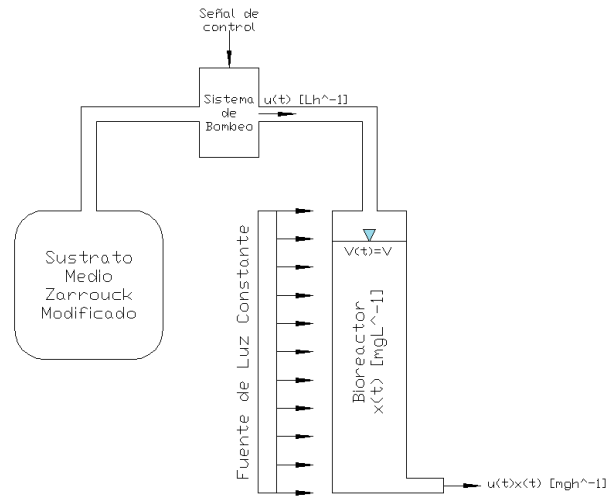 Señal de
control
Sistema
de
Bombeo
u(t) [Lh^-1]
Sustrato
Medio
Zarrouck
Modificado
Fuente de Luz Constante
V(t)=V
Bioreactor
x(t) [mgL^-1]
u(t)x(t) [mgh^-1]